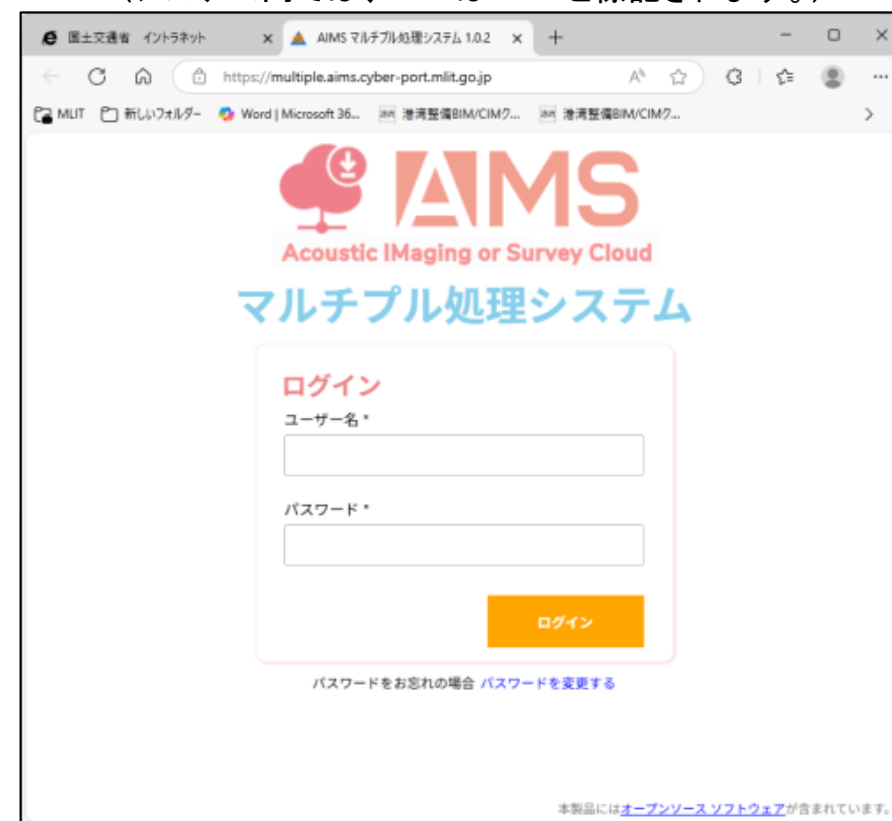 国土交通省 イントラネット
AIMS マルチプル処理システム 1.0.2
https://multiple.aims.cyber-port.mlit.go.jp
MLIT
新しいフォルダー
Word | Microsoft 36...
港湾整備BIM/CIMク...
港湾整備BIM/CIMク...
AIMS
Acoustic IMaging or Survey Cloud
マルチプル処理システム
ログイン
ユーザー名 *
パスワード *
ログイン
パスワードをお忘れの場合 パスワードを変更する
本製品にはオープンソース ソフトウェアが含まれています。